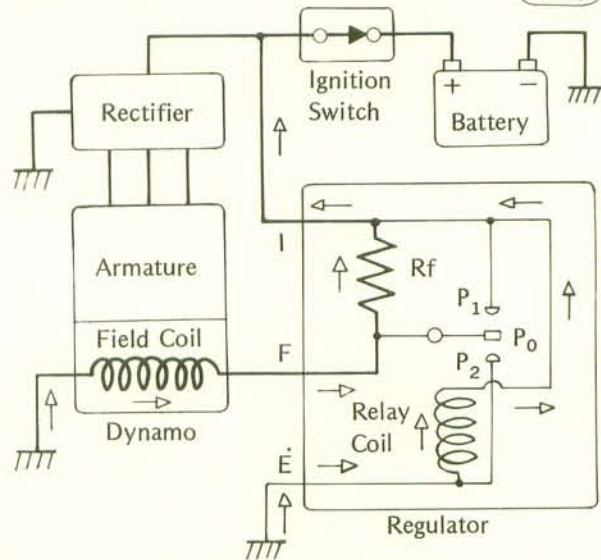 Ignition
Switch
+
−
Battery
Rectifier
Armature
I
Rf
P1
P0
P2
Field Coil
F
Dynamo
Relay
Coil
E
Regulator